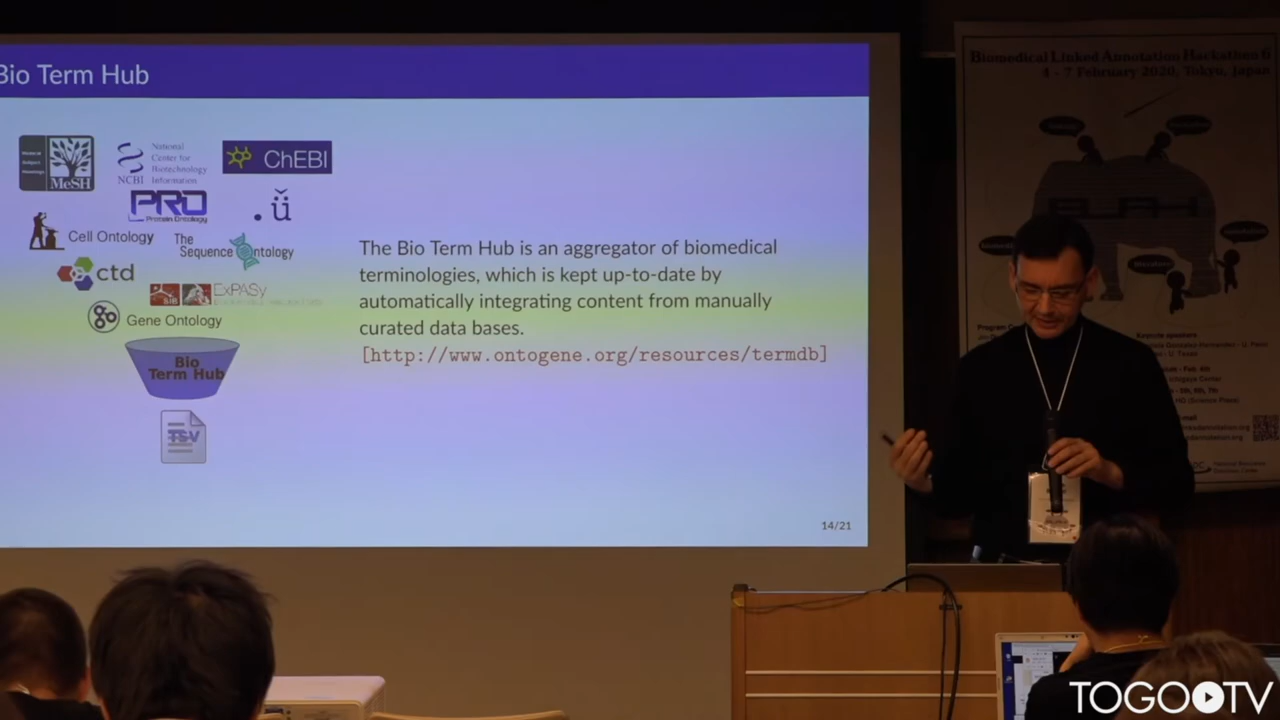 Bio Term Hub
MeSH
NCBI
National
Center for
Biotechnology
Information
ChEBI
PRO
Protein Ontology
.ǚ
Cell Ontology
The
Sequence Ontology
ctd
SIB
ExPASy
Gene Ontology
Bio
Term Hub
TSV
The Bio Term Hub is an aggregator of biomedical
terminologies, which is kept up-to-date by
automatically integrating content from manually
curated data bases.
[http://www.ontogene.org/resources/termdb]
14/21
Biomedical Linked Annotation Hackathon 6
4 - 7 February 2020, Tokyo, Japan
BLAH
TOGO TV